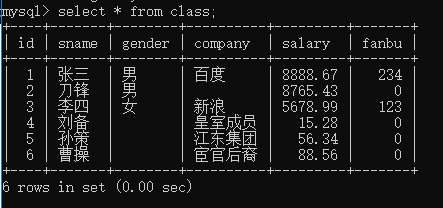 mysql> select * from class;
+----+-------+--------+----------+---------+-------+
| id | sname | gender | company | salary | fanbu |
+----+-------+--------+----------+---------+-------+
| 1 | 张三 | 男 | 百度 | 8888.67 | 234 |
| 2 | 刀锋 | 男 | | 8765.43 | 0 |
| 3 | 李四 | 女 | 新浪 | 5678.99 | 123 |
| 4 | 刘备 | | 皇室成员 | 15.28 | 0 |
| 5 | 孙策 | | 江东集团 | 56.34 | 0 |
| 6 | 曹操 | | 宦官后裔 | 88.56 | 0 |
+----+-------+--------+----------+---------+-------+
6 rows in set (0.00 sec)